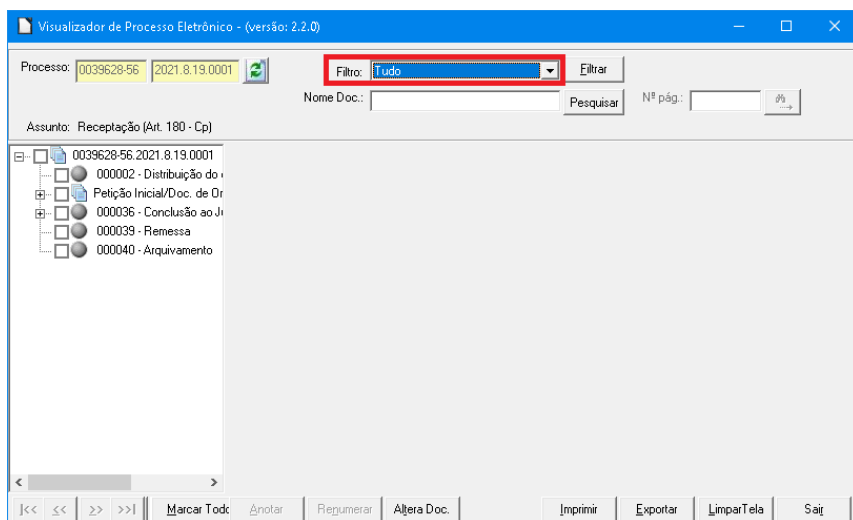 Visualizador de Processo Eletrônico - (versão: 2.2.0)
Processo: 0039628-56 2021.8.19.0001 Filtro: Tudo Filtrar
Nome Doc.: Pesquisar Nª pág.:
Assunto: Receptação (Art. 180 - Cp)
0039628-56.2021.8.19.0001
000002 - Distribuição do
Petição Inicial/Doc. de Or
000036 - Conclusão ao Ju
000039 - Remessa
000040 - Arquivamento
|<< << >> >>| Marcar Todo Anotar Renumerar Altera Doc. Imprimir Exportar LimparTela Sair